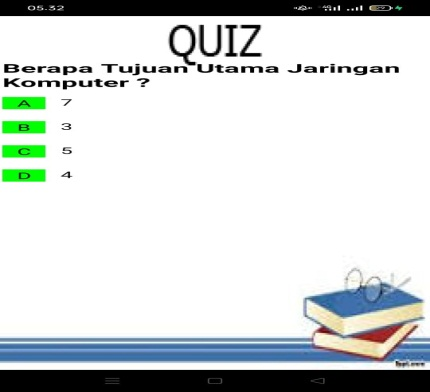 05.32
QUIZ
Berapa Tujuan Utama Jaringan
Komputer ?
A 7
B 3
C 5
D 4